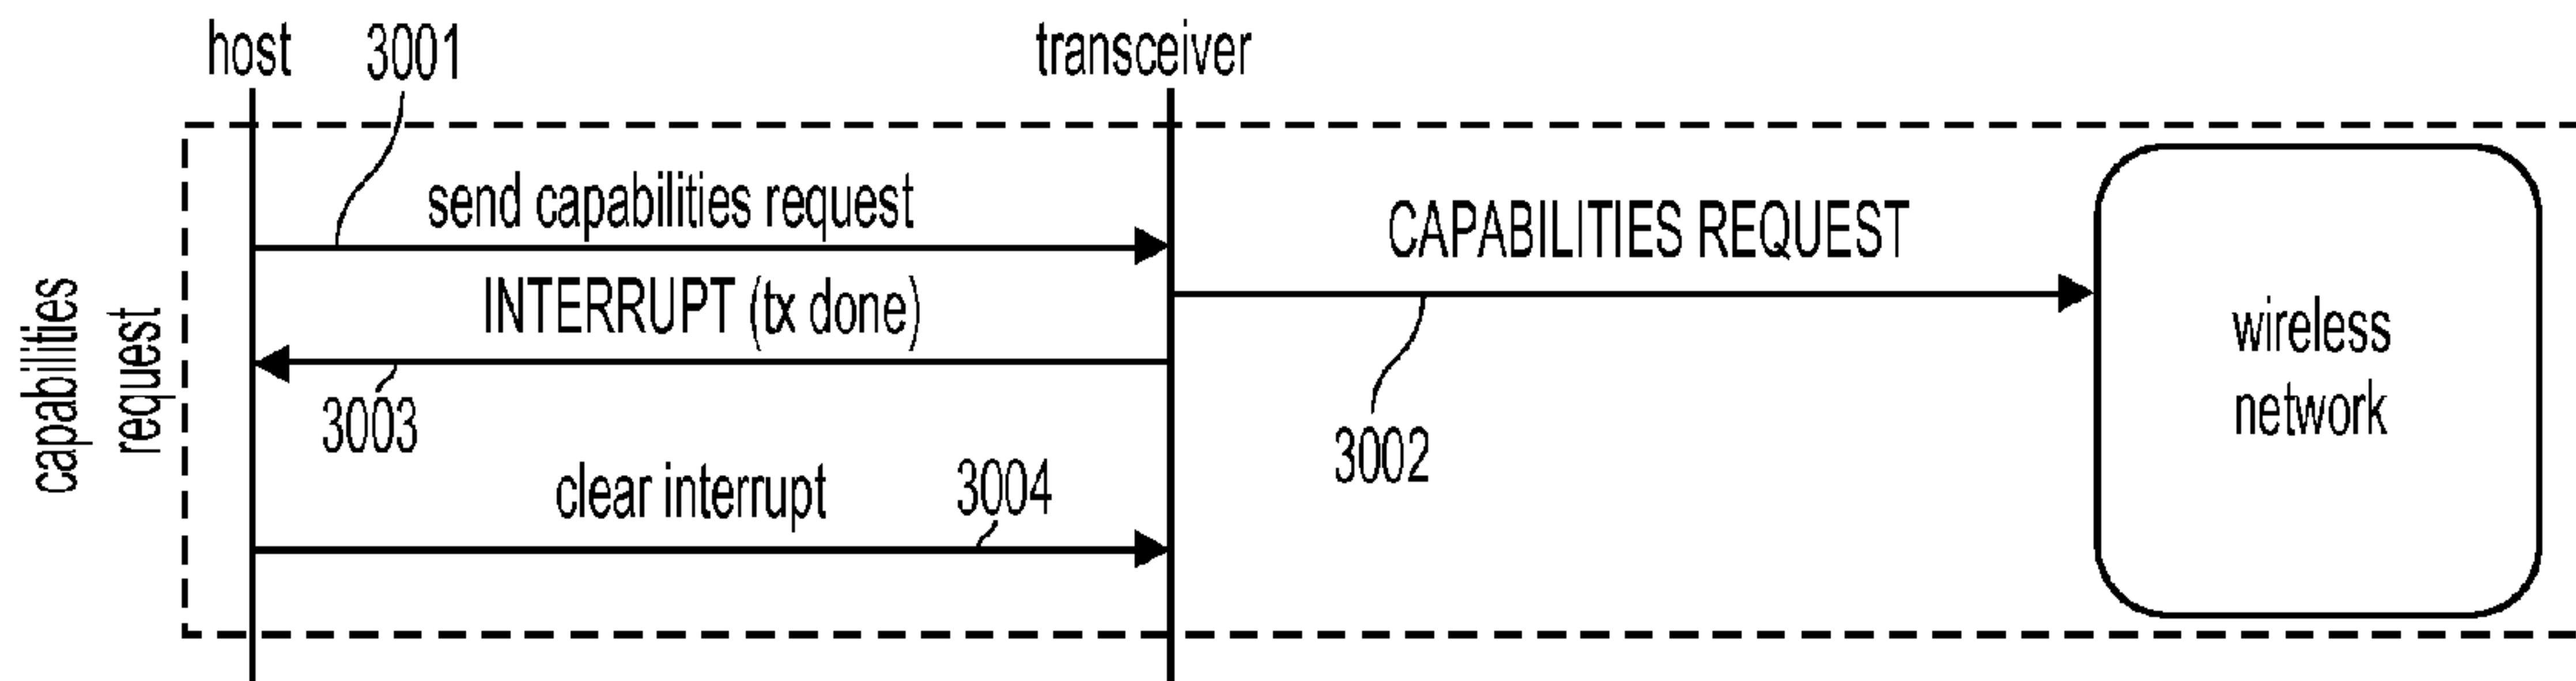 host
3001
transceiver
capabilities
request
send capabilities request
CAPABILITIES REQUEST
INTERRUPT (tx done)
3003
3002
wireless
network
clear interrupt
3004